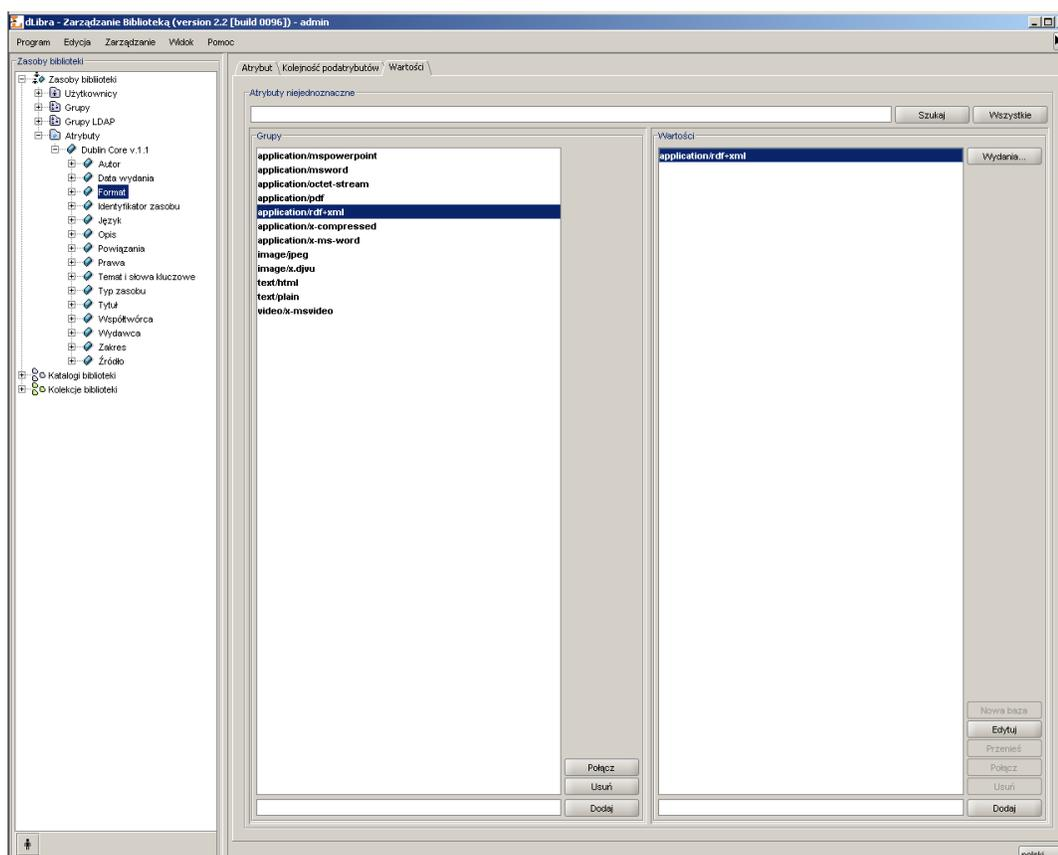 dLibra - Zarządzanie Biblioteką (version 2.2 [build 0096]) - admin
Program Edycja Zarządzanie Widok Pomoc
Zasoby biblioteki
Zasoby biblioteki
Użytkownicy
Grupy
Grupy LDAP
Atrybuty
Dublin Core v.1.1
Autor
Data wydania
Format
Identyfikator zasobu
Język
Opis
Powiązania
Prawa
Temat i słowa kluczowe
Typ zasobu
Tytuł
Współtwórca
Wydawca
Zakres
Źródło
Katalogi biblioteki
Kolekcje biblioteki
Atrybut Kolejność podatrybutów Wartości
Atrybuty niejednoznaczne
Szukaj Wszystkie
Grupy
application/mspowerpoint
application/msword
application/octet-stream
application/pdf
application/rdf+xml
application/x-compressed
application/x-ms-word
image/jpeg
image/x.djvu
text/html
text/plain
video/x-msvideo
Połącz
Usuń
Dodaj
Wartości
application/rdf+xml
Wydania...
Nowa baza
Edytuj
Przenieś
Połącz
Usuń
Dodaj
polski